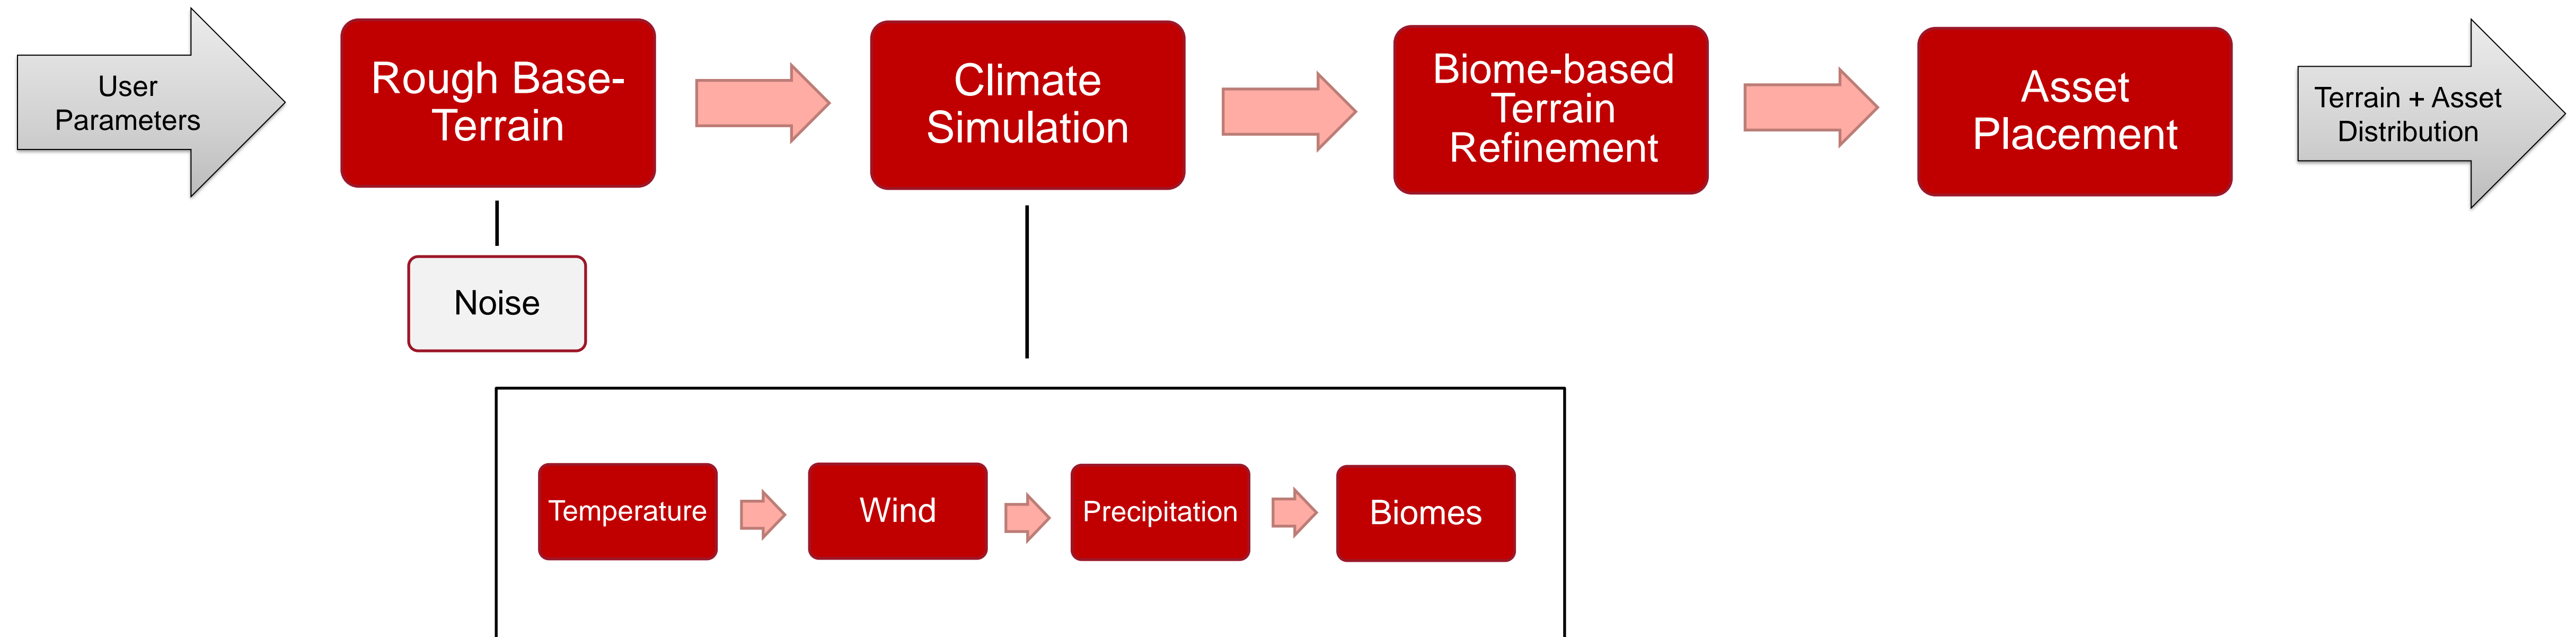 User
Parameters
Rough Base-
Terrain
Climate
Simulation
Biome-based
Terrain
Refinement
Asset
Placement
Terrain + Asset
Distribution
Noise
Temperature
Wind
Precipitation
Biomes